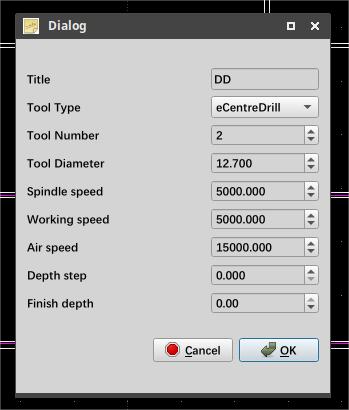 Dialog
Title DD
Tool Type eCentreDrill
Tool Number 2
Tool Diameter 12.700
Spindle speed 5000.000
Working speed 5000.000
Air speed 15000.000
Depth step 0.000
Finish depth 0.00
Cancel OK